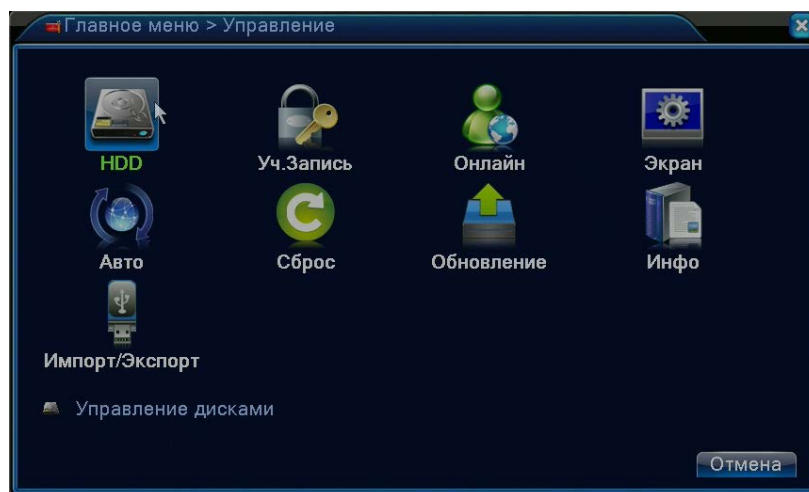 Главное меню > Управление
HDD
Уч.Запись
Онлайн
Экран
Авто
Сброс
Обновление
Инфо
Импорт/Экспорт
Управление дисками
Отмена